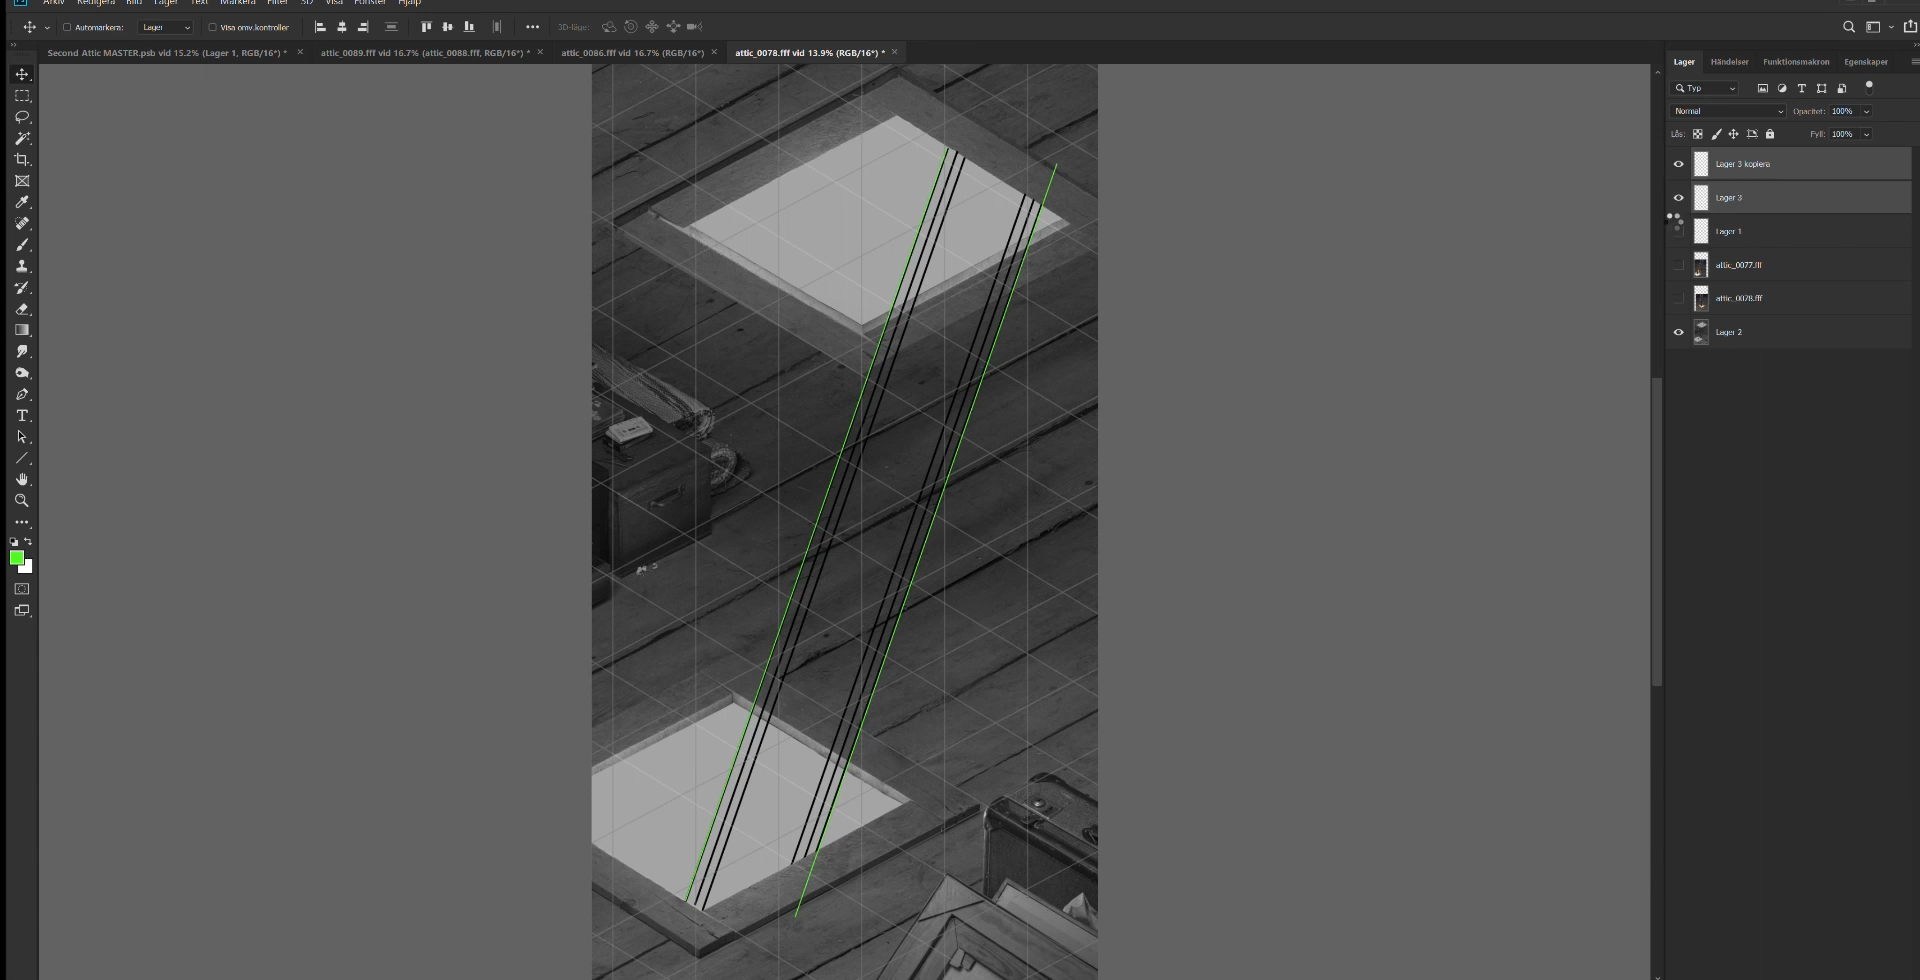 Arkiv Redigera Bild Lager Text Markera Filter 3D Visa Fönster Hjälp
Automarkera: Lager Visa omv.kontroller 3D-läge:
Second Attic MASTER.psb vid 15.2% (Lager 1, RGB/16*) * attic_0089.fff vid 16.7% (attic_0088.fff, RGB/16*) * attic_0086.fff vid 16.7% (RGB/16*) attic_0078.fff vid 13.9% (RGB/16*) *
Lager Händelser Funktionsmakron Egenskaper
Typ
Normal Opacitet: 100%
Lås: Fyll: 100%
Lager 3 kopiera
Lager 3
Lager 1
attic_0077.fff
attic_0078.fff
Lager 2